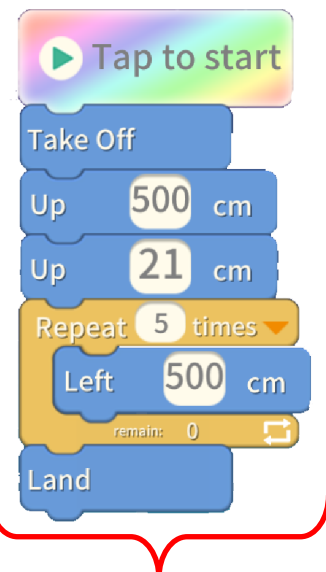 Tap to start
Take Off
Up 500 cm
Up 21 cm
Repeat 5 times
Left 500 cm
remain: 0
Land